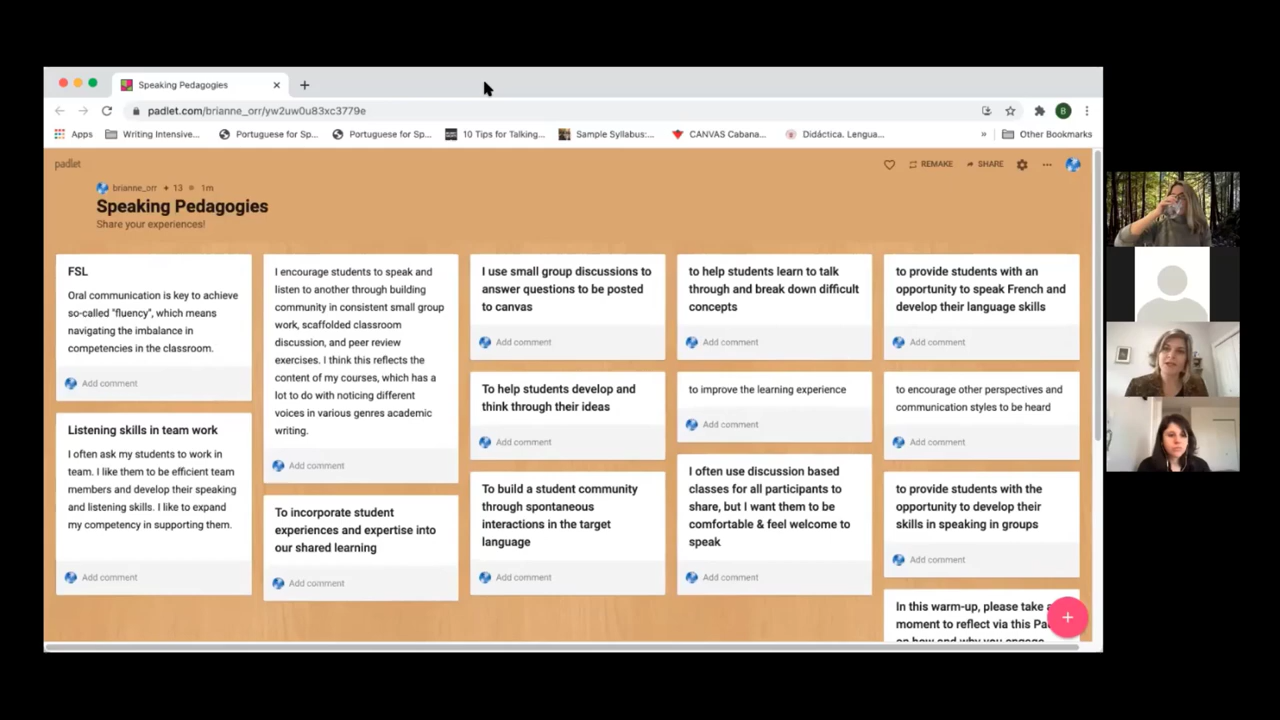 Speaking Pedagogies
padlet.com/brianne_orr/yw2uw0u83xc3779e
B
Apps
Writing Intensive...
Portuguese for Sp...
Portuguese for Sp...
10 Tips for Talking...
Sample Syllabus:...
CANVAS Cabana...
Didáctica. Lengua...
»
Other Bookmarks
padlet
REMAKE
SHARE
brianne_orr + 13 1m
Speaking Pedagogies
Share your experiences!
FSL
Oral communication is key to achieve
so-called "fluency", which means
navigating the imbalance in
competencies in the classroom.
Add comment
Listening skills in team work
I often ask my students to work in
team. I like them to be efficient team
members and develop their speaking
and listening skills. I like to expand
my competency in supporting them.
Add comment
I encourage students to speak and
listen to another through building
community in consistent small group
work, scaffolded classroom
discussion, and peer review
exercises. I think this reflects the
content of my courses, which has a
lot to do with noticing different
voices in various genres academic
writing.
Add comment
To incorporate student
experiences and expertise into
our shared learning
Add comment
I use small group discussions to
answer questions to be posted
to canvas
Add comment
To help students develop and
think through their ideas
Add comment
To build a student community
through spontaneous
interactions in the target
language
Add comment
to help students learn to talk
through and break down difficult
concepts
Add comment
to improve the learning experience
Add comment
I often use discussion based
classes for all participants to
share, but I want them to be
comfortable & feel welcome to
speak
Add comment
to provide students with an
opportunity to speak French and
develop their language skills
Add comment
to encourage other perspectives and
communication styles to be heard
Add comment
to provide students with the
opportunity to develop their
skills in speaking in groups
Add comment
In this warm-up, please take a
moment to reflect via this Pa
on how and why you engage